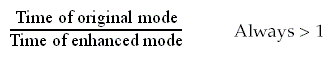 Time of original mode
Time of enhanced mode
Always > 1